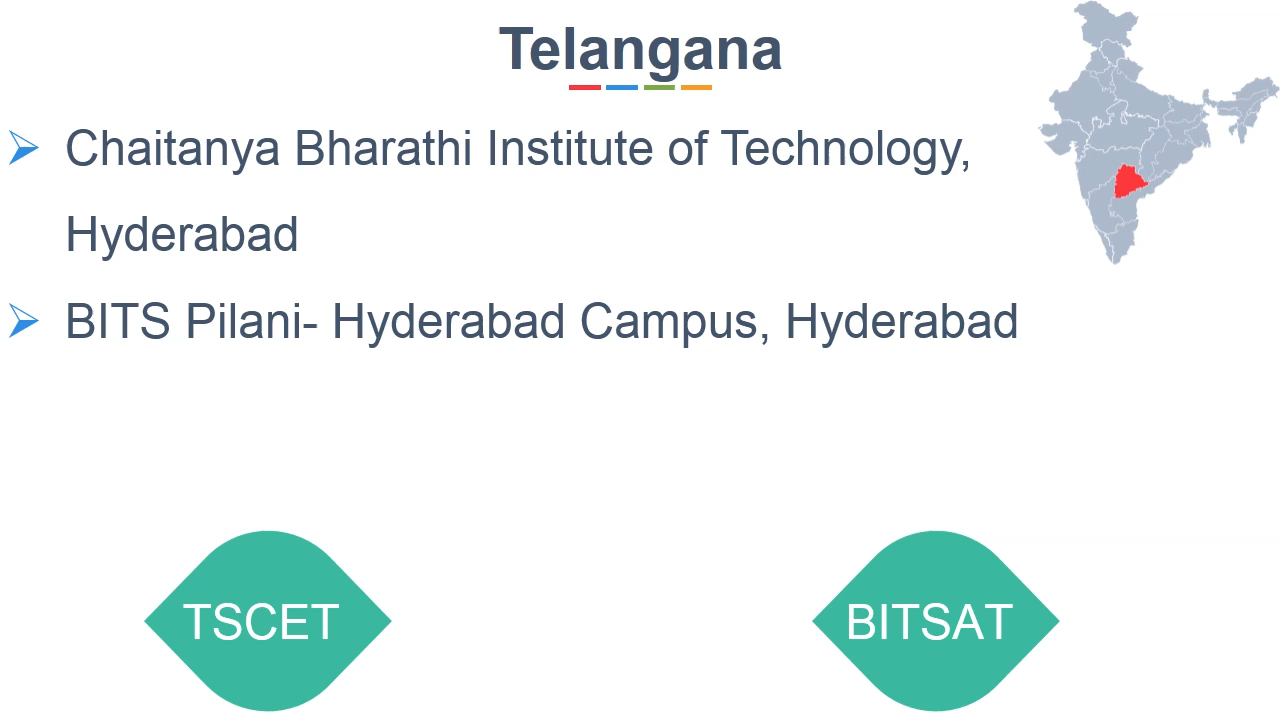 Telangana
Chaitanya Bharathi Institute of Technology,
Hyderabad
BITS Pilani- Hyderabad Campus, Hyderabad
TSCET
BITSAT